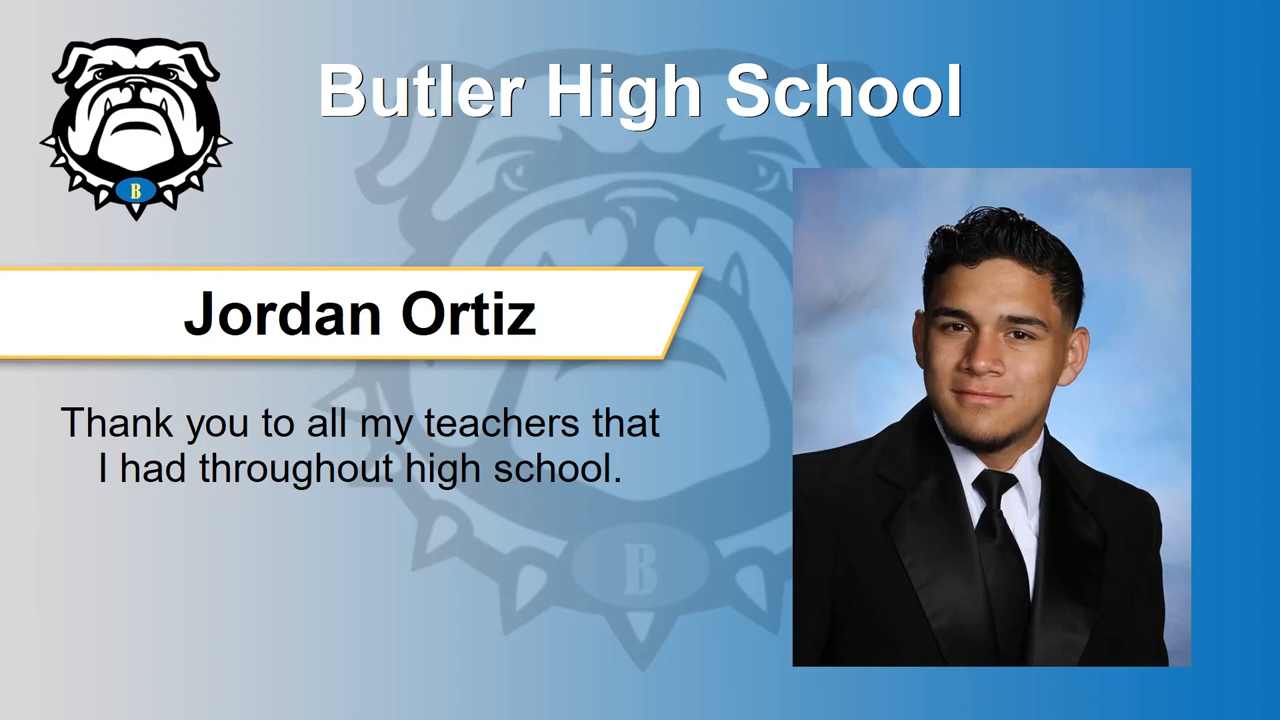 Butler High School
B
Jordan Ortiz
Thank you to all my teachers that
I had throughout high school.
B